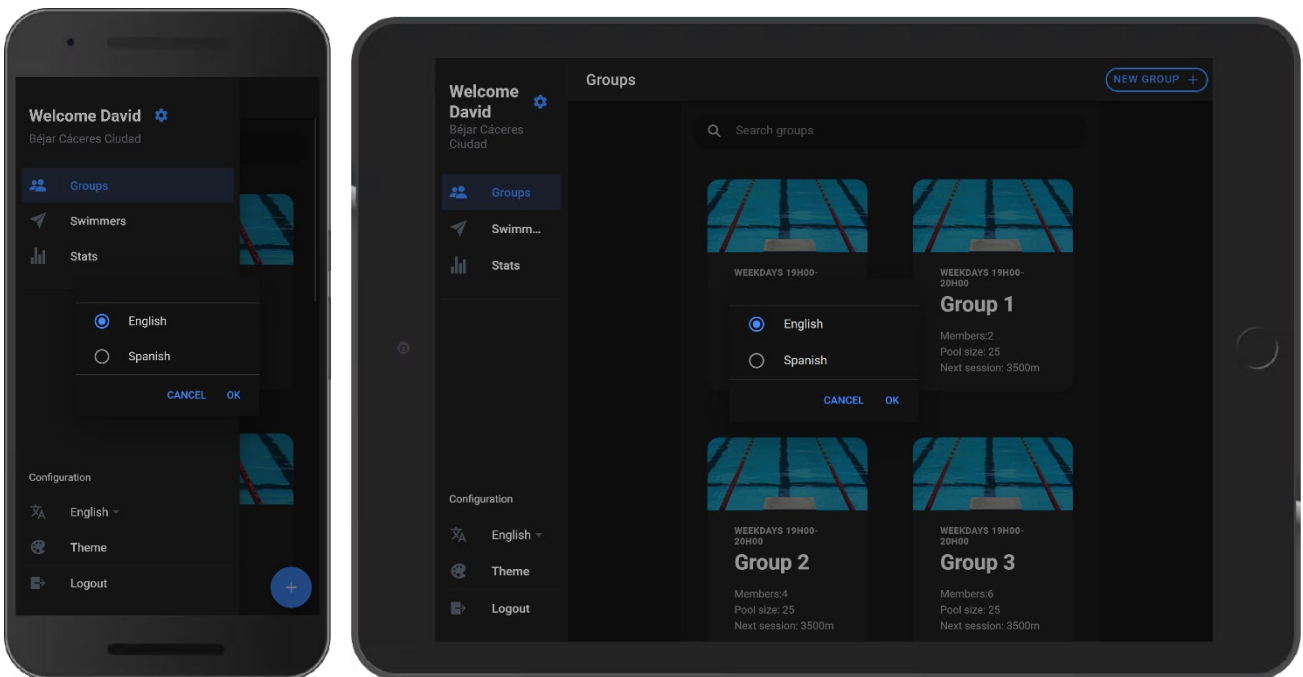 Welcome David
Béjar Cáceres Ciudad
Groups
Swimmers
Stats
English
Spanish
CANCEL OK
Configuration
English
Theme
Logout
+
Welcome
David
Béjar Cáceres
Ciudad
Groups
Swimm...
Stats
Configuration
English
Theme
Logout
Groups
NEW GROUP +
Search groups
WEEKDAYS 19H00-
WEEKDAYS 19H00-
20H00
Group 1
Members:2
Pool size: 25
Next session: 3500m
English
Spanish
CANCEL OK
WEEKDAYS 19H00-
20H00
Group 2
Members:4
Pool size: 25
Next session: 3500m
WEEKDAYS 19H00-
20H00
Group 3
Members:6
Pool size: 25
Next session: 3500m